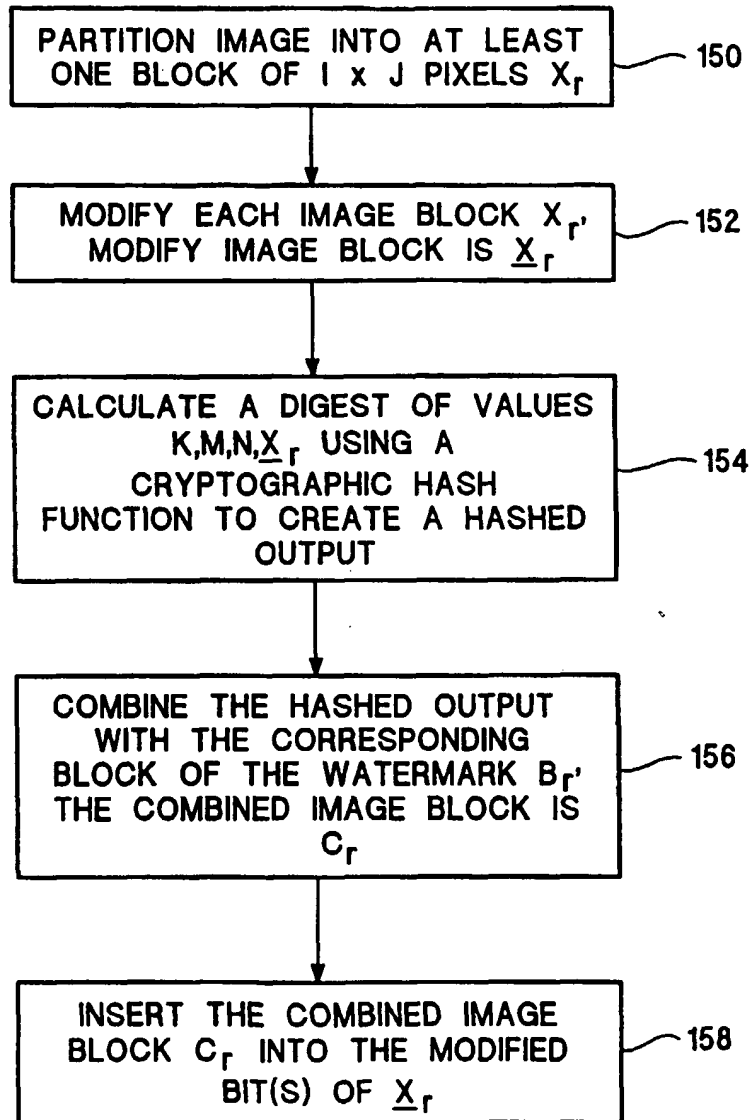 PARTITION IMAGE INTO AT LEAST
ONE BLOCK OF I x J PIXELS Xr
150
MODIFY EACH IMAGE BLOCK Xr,
MODIFY IMAGE BLOCK IS X̲r
152
CALCULATE A DIGEST OF VALUES
K,M,N,X̲r USING A
CRYPTOGRAPHIC HASH
FUNCTION TO CREATE A HASHED
OUTPUT
154
COMBINE THE HASHED OUTPUT
WITH THE CORRESPONDING
BLOCK OF THE WATERMARK Br,
THE COMBINED IMAGE BLOCK IS
Cr
156
INSERT THE COMBINED IMAGE
BLOCK Cr INTO THE MODIFIED
BIT(S) OF X̲r
158